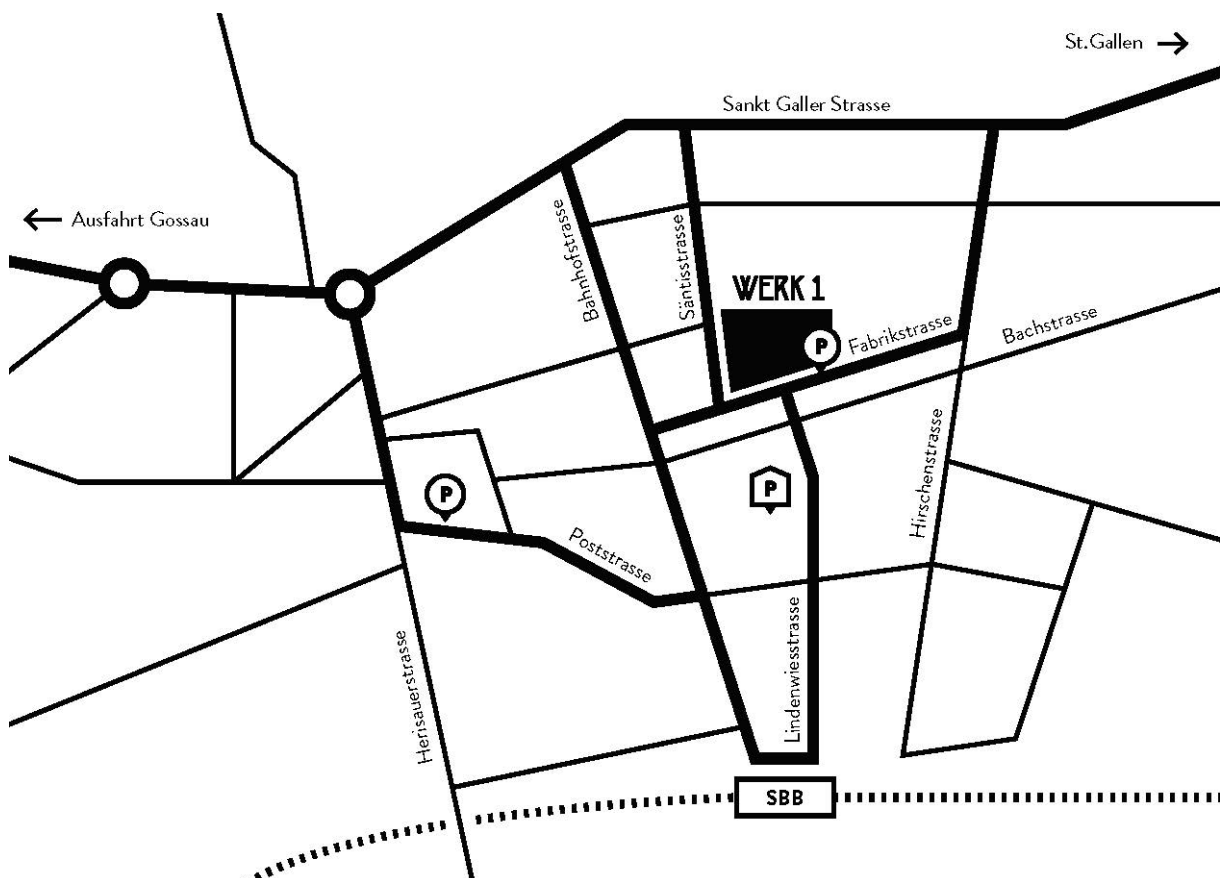 St.Gallen
Sankt Galler Strasse
Ausfahrt Gossau
Bahnhofstrasse
Säntisstrasse
WERK 1
P
Fabrikstrasse
Bachstrasse
Hirschenstrasse
P
P
Poststrasse
Lindenwiesstrasse
Herisauerstrasse
SBB